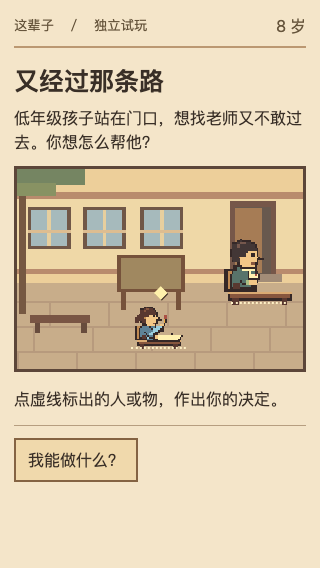 这辈子 / 独立试玩 8 岁
又经过那条路
低年级孩子站在门口，想找老师又不敢过
去。你想怎么帮他？
点虚线标出的人或物，作出你的决定。
我能做什么？